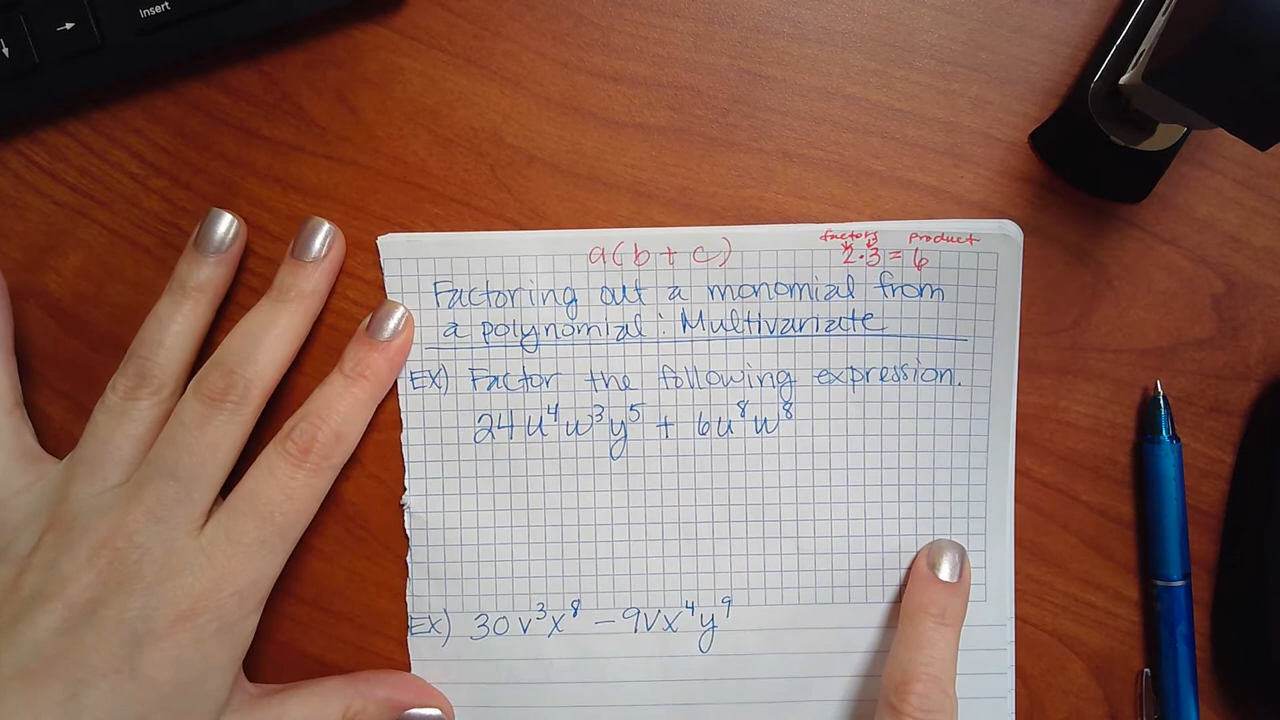 Insert
a(b + c)
factors product
2·3 = 6
Factoring out a monomial from
a polynomial: Multivariate
EX) Factor the following expression.
24u⁴w³y⁵ + 6u⁸w⁸
EX) 30v³x⁸ − 9vx⁴y⁹